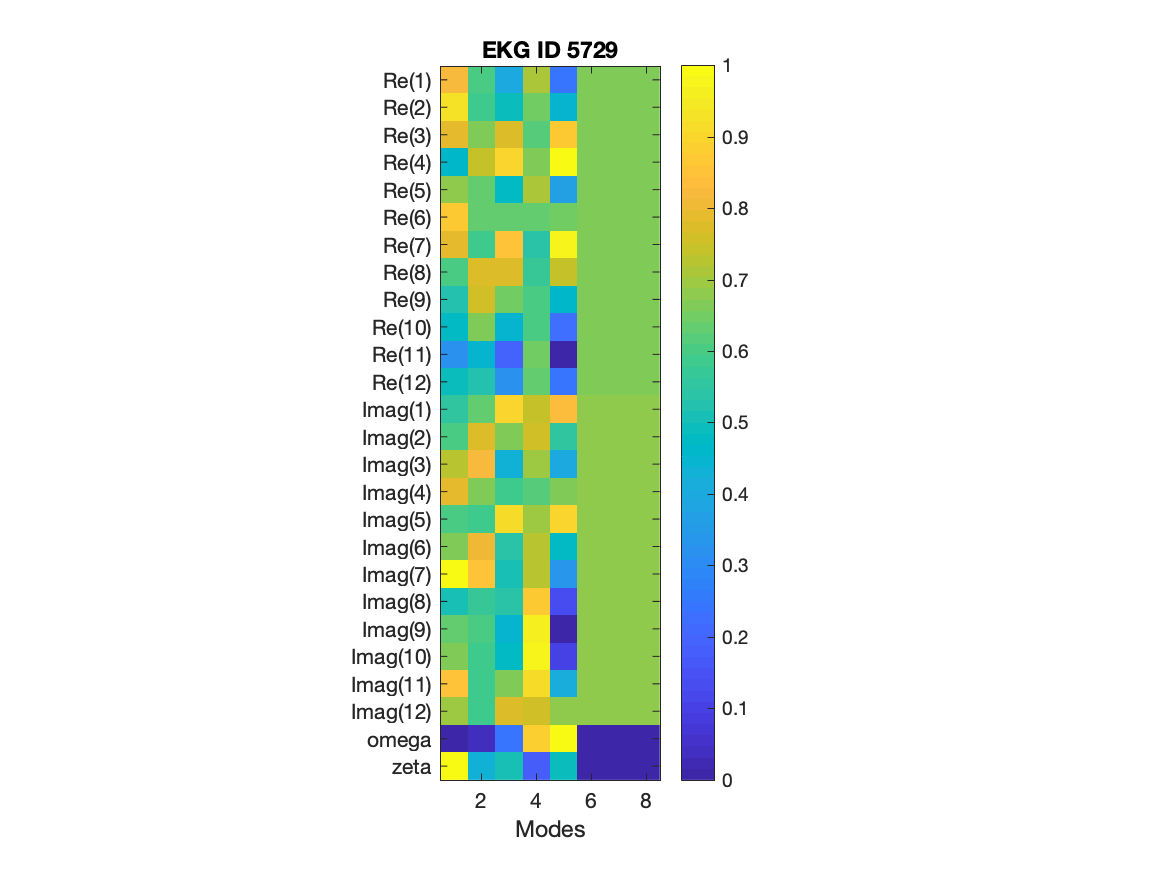 EKG ID 5729
Re(1)
Re(2)
Re(3)
Re(4)
Re(5)
Re(6)
Re(7)
Re(8)
Re(9)
Re(10)
Re(11)
Re(12)
Imag(1)
Imag(2)
Imag(3)
Imag(4)
Imag(5)
Imag(6)
Imag(7)
Imag(8)
Imag(9)
Imag(10)
Imag(11)
Imag(12)
omega
zeta
2 4 6 8
Modes
1
0.9
0.8
0.7
0.6
0.5
0.4
0.3
0.2
0.1
0